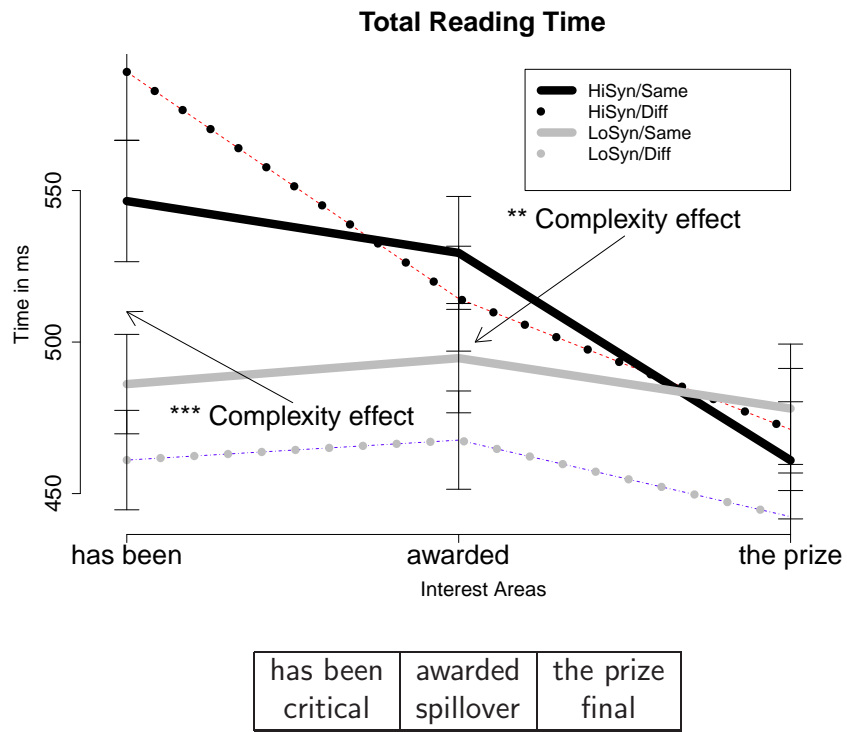 Total Reading Time
HiSyn/Same
HiSyn/Diff
LoSyn/Same
LoSyn/Diff
** Complexity effect
*** Complexity effect
Time in ms
550
500
450
has been awarded the prize
Interest Areas
has been awarded the prize
critical spillover final